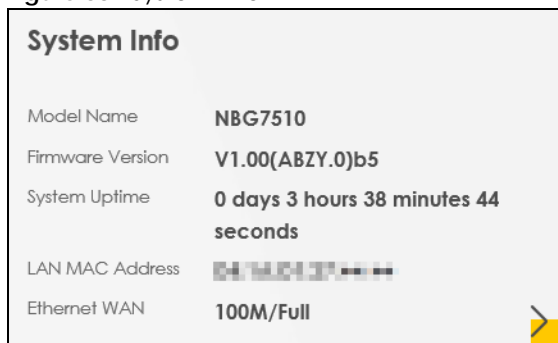 System Info
Model Name NBG7510
Firmware Version V1.00(ABZY.0)b5
System Uptime 0 days 3 hours 38 minutes 44
seconds
LAN MAC Address
Ethernet WAN 100M/Full